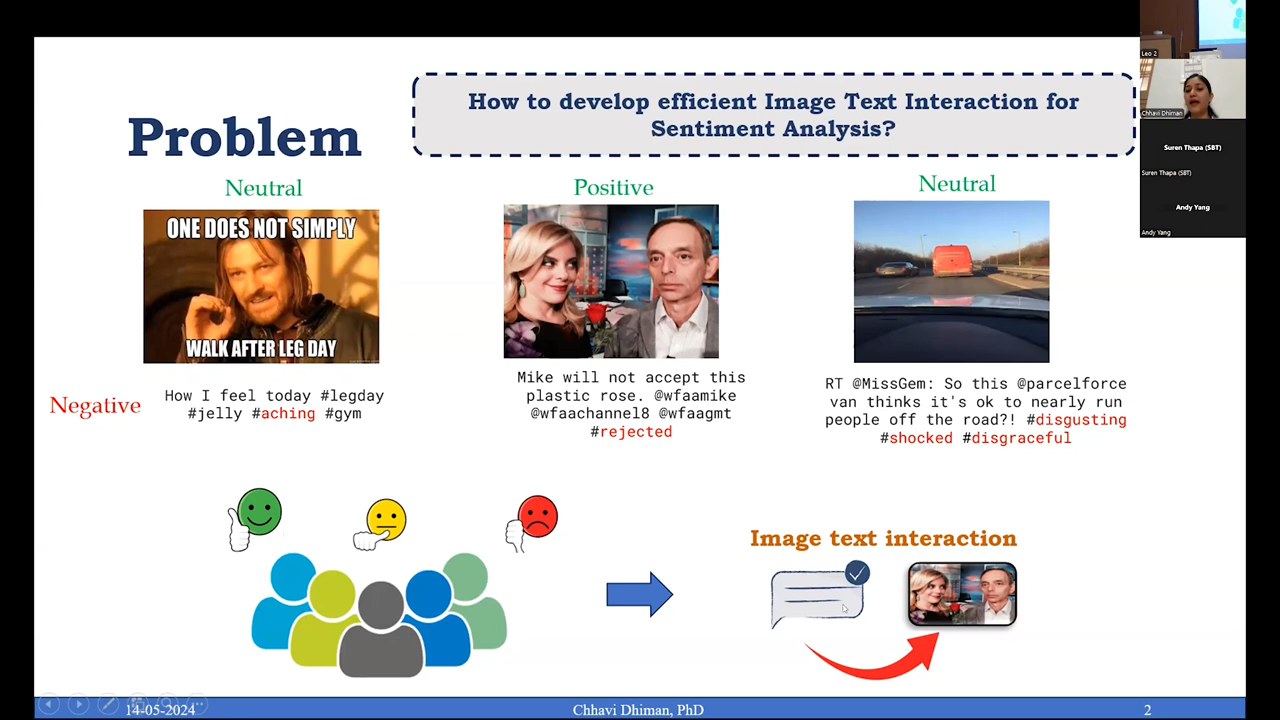 How to develop efficient Image Text Interaction for
Sentiment Analysis?
Problem
Neutral
Positive
Neutral
ONE DOES NOT SIMPLY
WALK AFTER LEG DAY
Negative
How I feel today #legday
#jelly #aching #gym
Mike will not accept this
plastic rose. @wfaamike
@wfaachannel8 @wfaagmt
#rejected
RT @MissGem: So this @parcelforce
van thinks it's ok to nearly run
people off the road?! #disgusting
#shocked #disgraceful
Image text interaction
14-05-2024
Chhavi Dhiman, PhD
2
Leo 2
Chhavi Dhiman
Suren Thapa (SBT)
Suren Thapa (SBT)
Andy Yang
Andy Yang